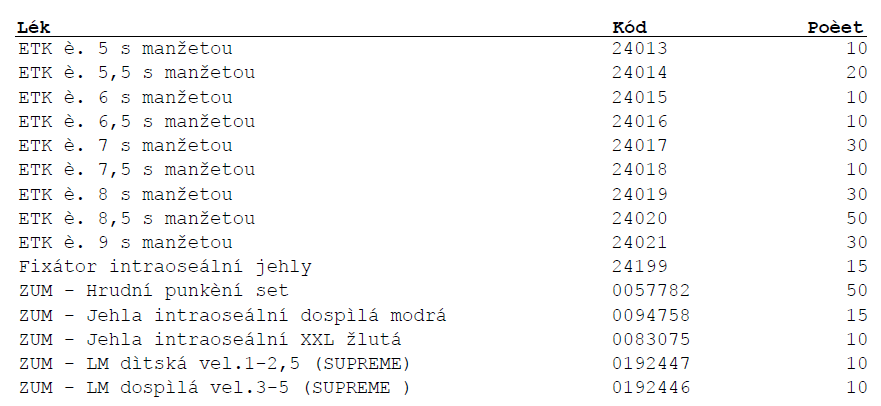 Lék Kód Poèet
ETK è. 5 s manžetou 24013 10
ETK è. 5,5 s manžetou 24014 20
ETK è. 6 s manžetou 24015 10
ETK è. 6,5 s manžetou 24016 10
ETK è. 7 s manžetou 24017 30
ETK è. 7,5 s manžetou 24018 10
ETK è. 8 s manžetou 24019 30
ETK è. 8,5 s manžetou 24020 50
ETK è. 9 s manžetou 24021 30
Fixátor intraoseální jehly 24199 15
ZUM - Hrudní punkèní set 0057782 50
ZUM - Jehla intraoseální dospìlá modrá 0094758 15
ZUM - Jehla intraoseální XXL žlutá 0083075 10
ZUM - LM dìtská vel.1-2,5 (SUPREME) 0192447 10
ZUM - LM dospìlá vel.3-5 (SUPREME ) 0192446 10